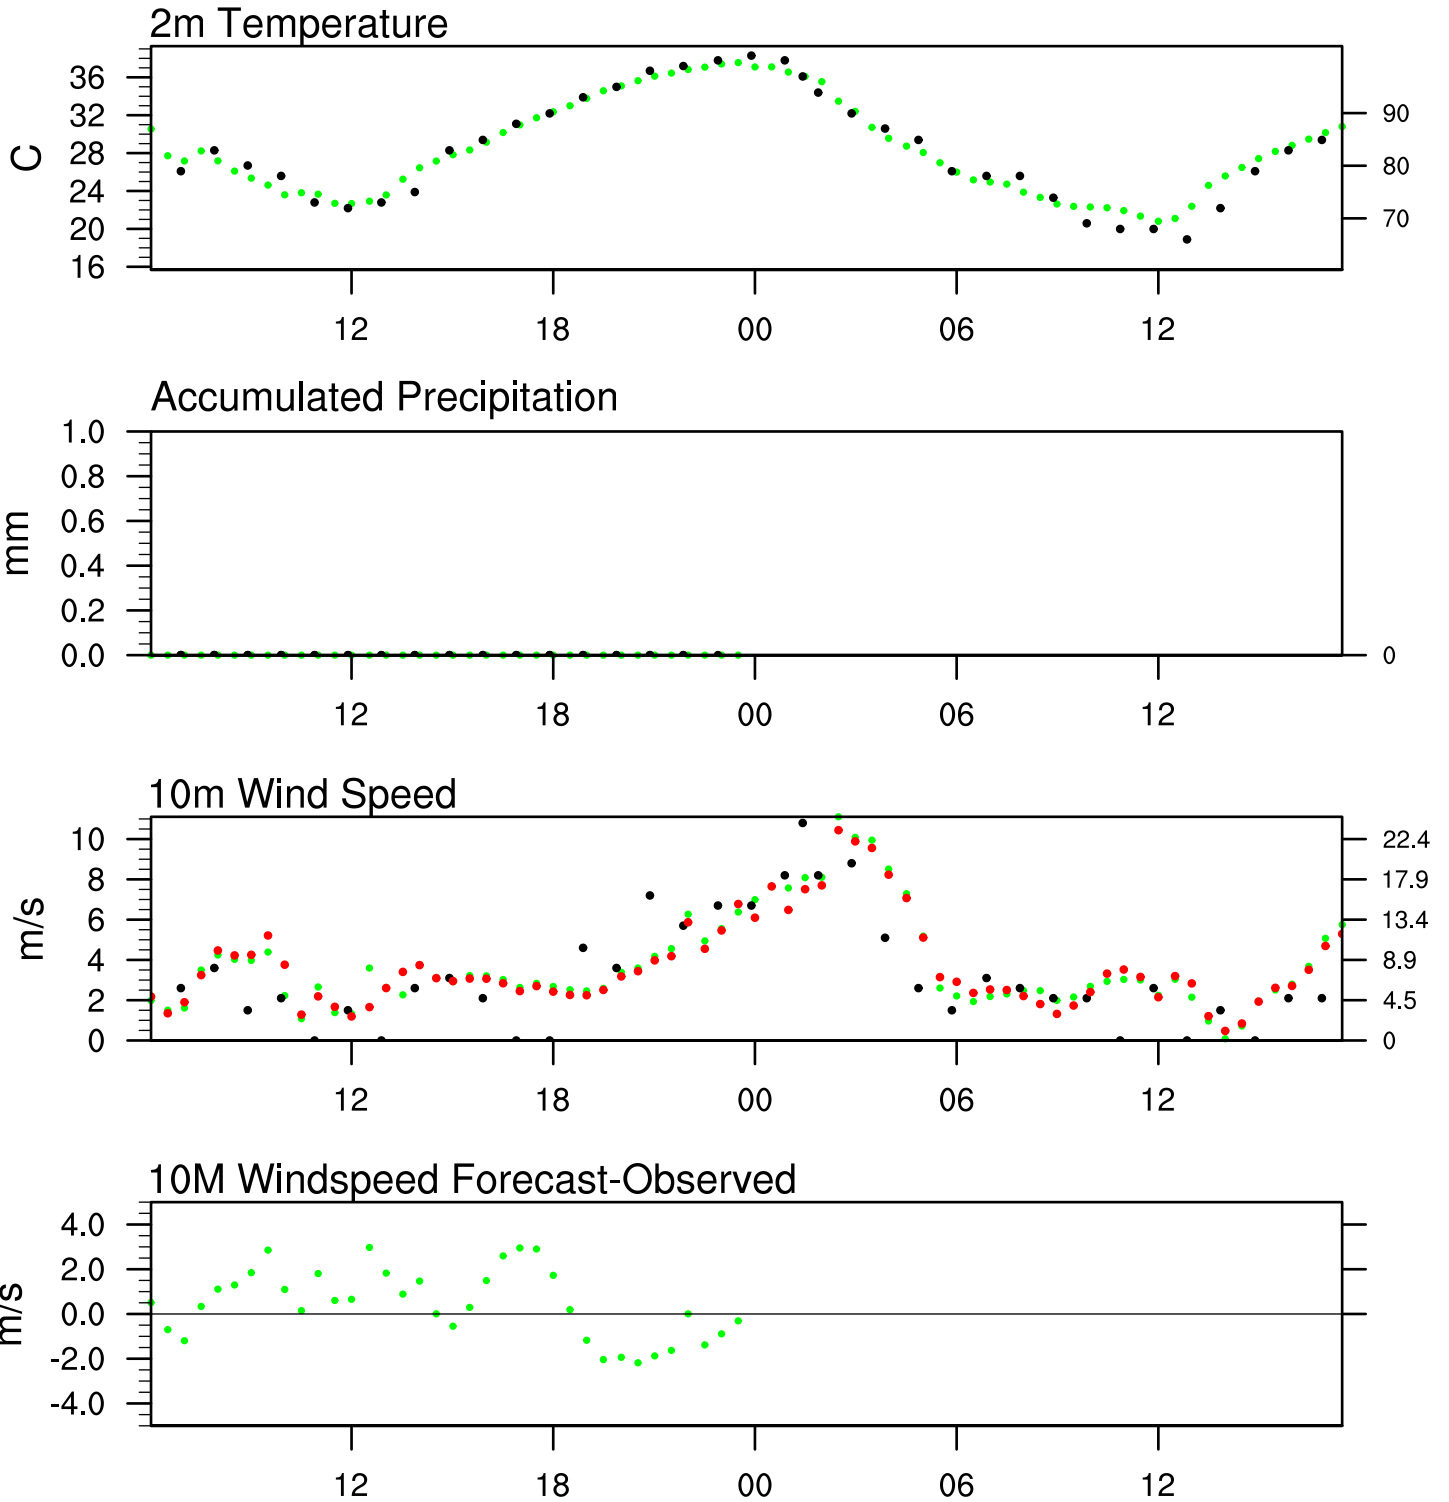 2m Temperature
36
32
28
24
20
16
C
90
80
70
12 18 00 06 12
Accumulated Precipitation
1.0
0.8
0.6
0.4
0.2
0.0
mm
0
12 18 00 06 12
10m Wind Speed
10
8
6
4
2
0
m/s
22.4
17.9
13.4
8.9
4.5
0
12 18 00 06 12
10M Windspeed Forecast-Observed
4.0
2.0
0.0
-2.0
-4.0
m/s
12 18 00 06 12